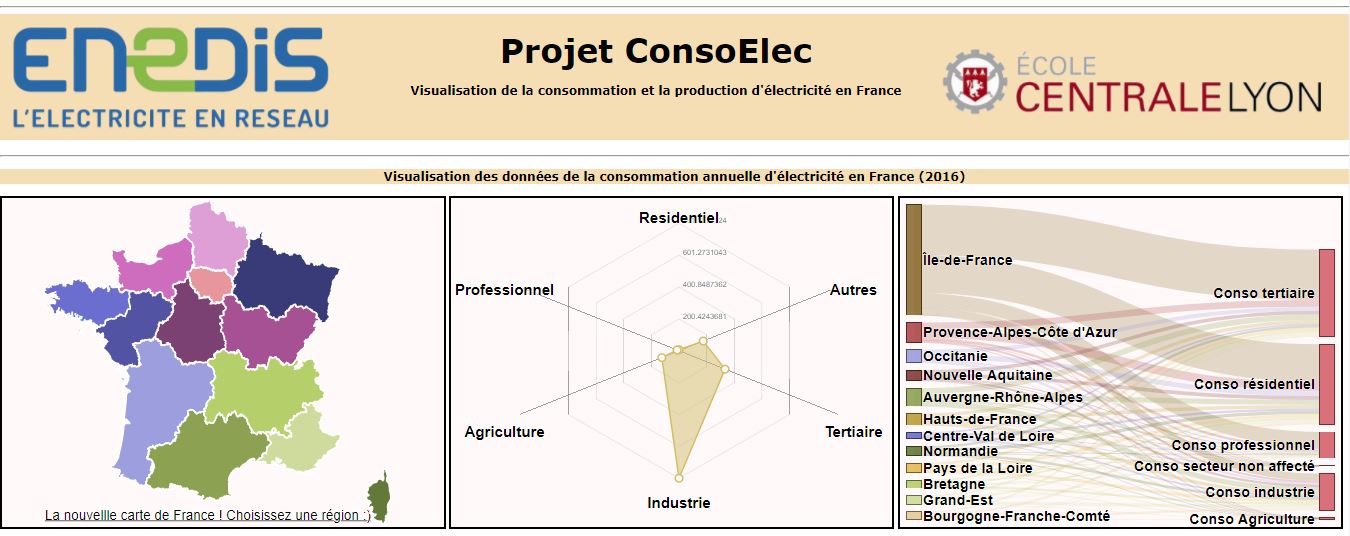 ENEDIS
L'ELECTRICITE EN RESEAU
Projet ConsoElec
Visualisation de la consommation et la production d'électricité en France
ÉCOLE
CENTRALELYON
Visualisation des données de la consommation annuelle d'électricité en France (2016)
La nouvelle carte de France ! Choisissez une région :)
Residentiel
24
601.2731043
400.8487362
200.4243681
Professionnel
Autres
Agriculture
Tertiaire
Industrie
Île-de-France
Provence-Alpes-Côte d'Azur
Occitanie
Nouvelle Aquitaine
Auvergne-Rhône-Alpes
Hauts-de-France
Centre-Val de Loire
Normandie
Pays de la Loire
Bretagne
Grand-Est
Bourgogne-Franche-Comté
Conso tertiaire
Conso résidentiel
Conso professionnel
Conso secteur non affecté
Conso industrie
Conso Agriculture